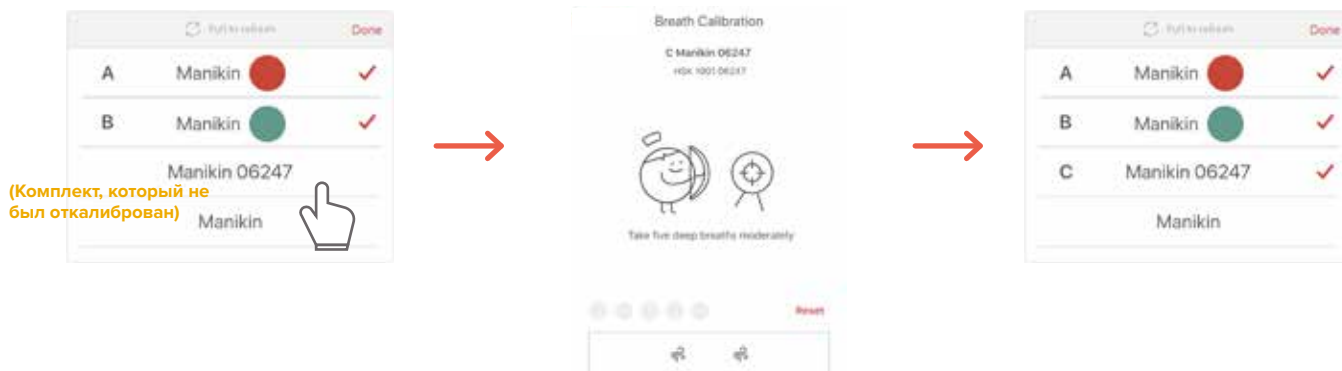 Pull to refresh Done
A Manikin
B Manikin
Manikin 06247
(Комплект, который не
был откалиброван)
Manikin
Breath Calibration
C Manikin 06247
Take five deep breaths moderately
Reset
Pull to refresh Done
A Manikin
B Manikin
C Manikin 06247
Manikin